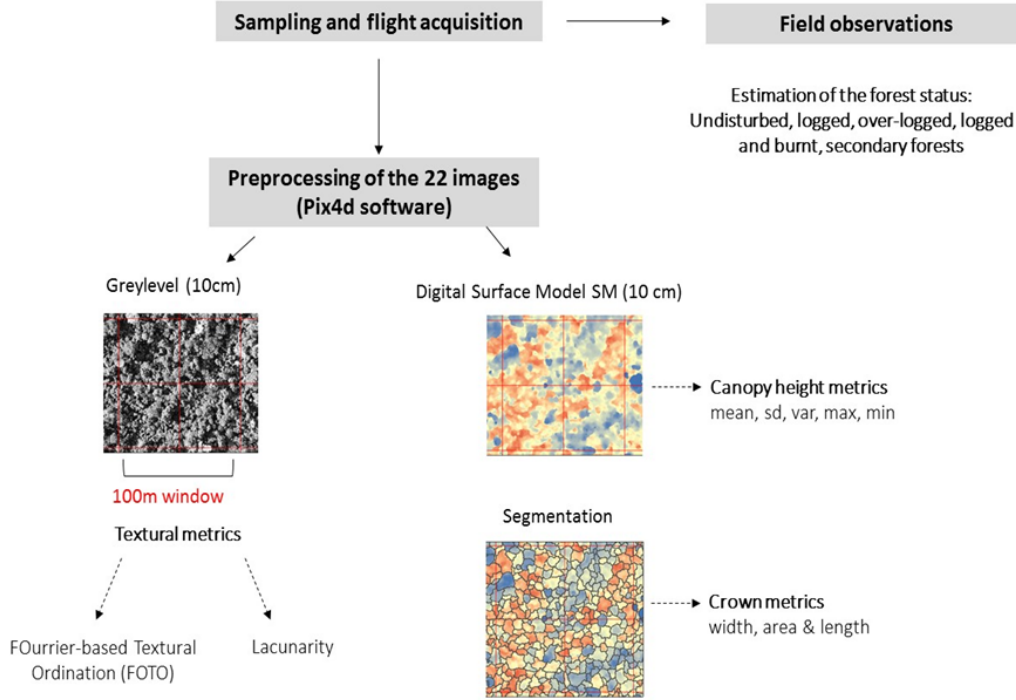 Sampling and flight acquisition
Field observations
Estimation of the forest status:
Undisturbed, logged, over-logged, logged
and burnt, secondary forests
Preprocessing of the 22 images
(Pix4d software)
Greylevel (10cm)
100m window
Textural metrics
FOurrier-based Textural
Ordination (FOTO)
Lacunarity
Digital Surface Model SM (10 cm)
Canopy height metrics
mean, sd, var, max, min
Segmentation
Crown metrics
width, area & length